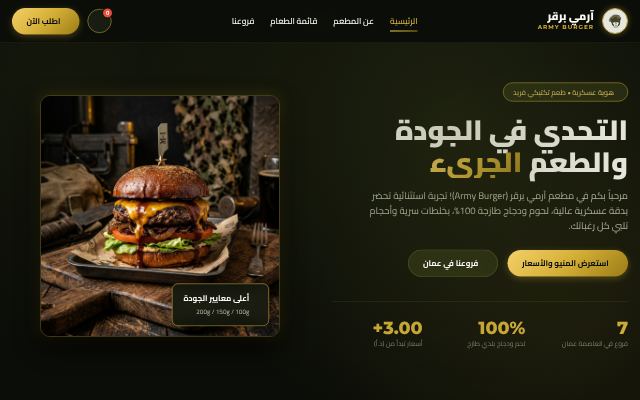 آرمي برقر
ARMY BURGER
الرئيسية
عن المطعم
قائمة الطعام
فروعنا
0
اطلب الآن
هوية عسكرية • طعم تكتيكي فريد
التحدي في الجودة
والطعم الجريء
مرحباً بكم في مطعم آرمي برقر (Army Burger)! تجربة استثنائية تحضر
بدقة عسكرية عالية، لحوم ودجاج طازجة 100%، بخلطات سرية وأحجام
تلبي كل رغباتك.
استعرض المنيو والأسعار
فروعنا في عمان
أعلى معايير الجودة
200g / 150g / 100g
7
فروع في العاصمة عمان
100%
لحم ودجاج بلدي طازج
+3.00
أسعار تبدأ من (د.أ)